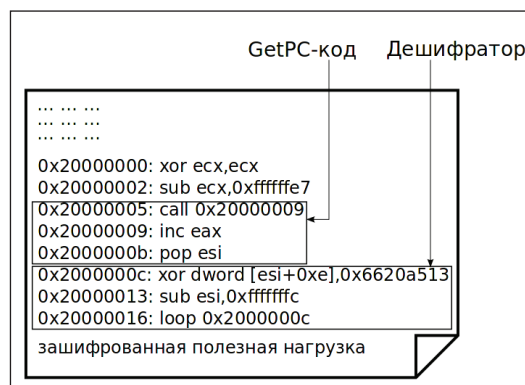 GetPC-код Дешифратор
... ... ...
... ... ...
... ... ...
0x20000000: xor ecx,ecx
0x20000002: sub ecx,0xffffffe7
0x20000005: call 0x20000009
0x20000009: inc eax
0x2000000b: pop esi
0x2000000c: xor dword [esi+0xe],0x6620a513
0x20000013: sub esi,0xfffffffc
0x20000016: loop 0x2000000c
зашифрованная полезная нагрузка